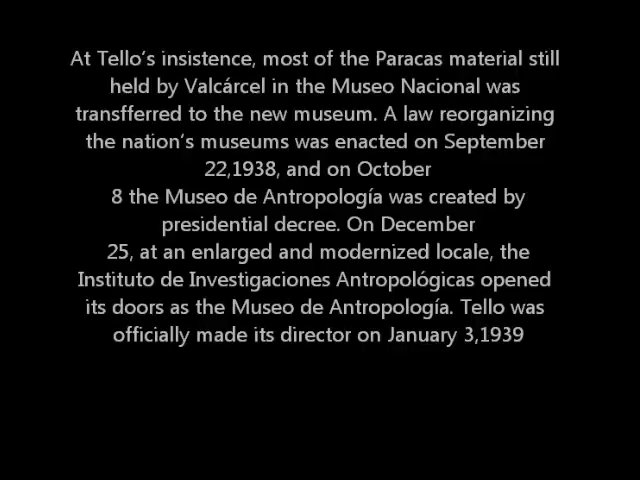 At Tello's insistence, most of the Paracas material still
held by Valcárcel in the Museo Nacional was
transfferred to the new museum. A law reorganizing
the nation's museums was enacted on September
22,1938, and on October
8 the Museo de Antropología was created by
presidential decree. On December
25, at an enlarged and modernized locale, the
Instituto de Investigaciones Antropológicas opened
its doors as the Museo de Antropología. Tello was
officially made its director on January 3,1939